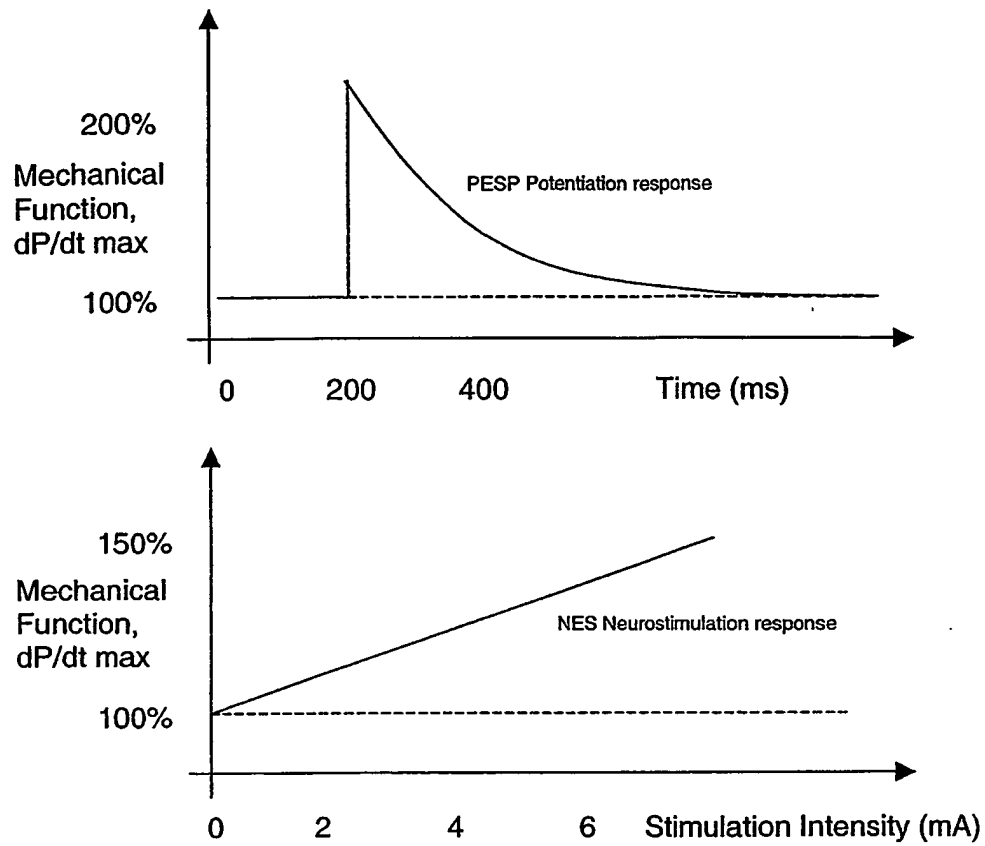 200%
Mechanical
Function,
dP/dt max
PESP Potentiation response
100%
0 200 400 Time (ms)
150%
Mechanical
Function,
dP/dt max
NES Neurostimulation response
100%
0 2 4 6 Stimulation Intensity (mA)